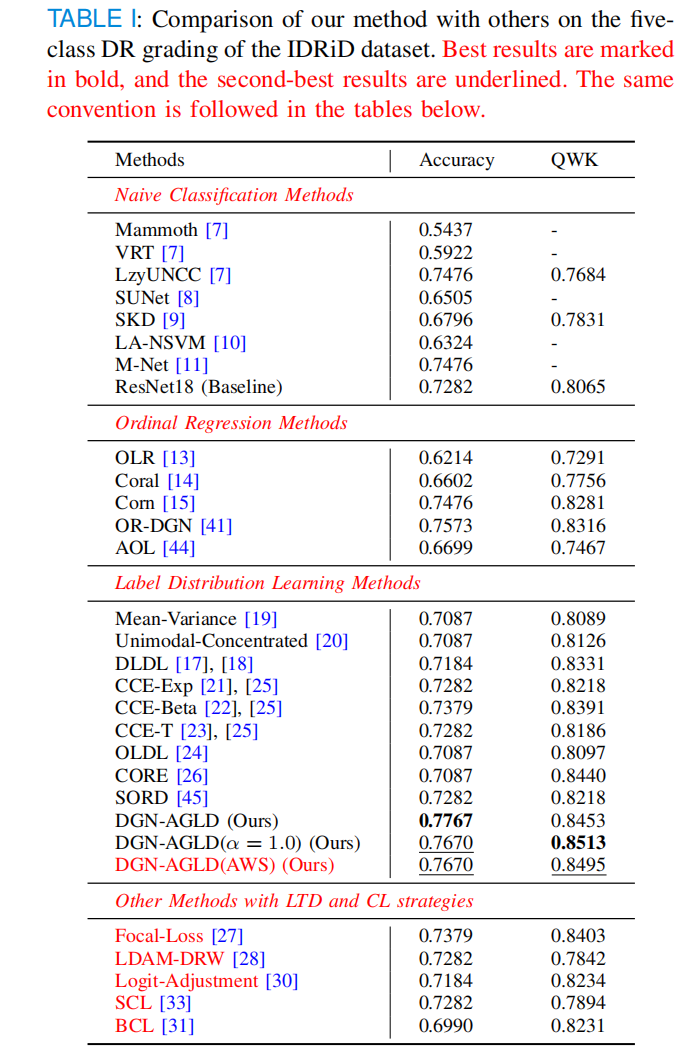 TABLE I: Comparison of our method with others on the five-
class DR grading of the IDRiD dataset. Best results are marked
in bold, and the second-best results are underlined. The same
convention is followed in the tables below.
Methods Accuracy QWK
Naive Classification Methods
Mammoth [7] 0.5437 -
VRT [7] 0.5922 -
LzyUNCC [7] 0.7476 0.7684
SUNet [8] 0.6505 -
SKD [9] 0.6796 0.7831
LA-NSVM [10] 0.6324 -
M-Net [11] 0.7476 -
ResNet18 (Baseline) 0.7282 0.8065
Ordinal Regression Methods
OLR [13] 0.6214 0.7291
Coral [14] 0.6602 0.7756
Corn [15] 0.7476 0.8281
OR-DGN [41] 0.7573 0.8316
AOL [44] 0.6699 0.7467
Label Distribution Learning Methods
Mean-Variance [19] 0.7087 0.8089
Unimodal-Concentrated [20] 0.7087 0.8126
DLDL [17], [18] 0.7184 0.8331
CCE-Exp [21], [25] 0.7282 0.8218
CCE-Beta [22], [25] 0.7379 0.8391
CCE-T [23], [25] 0.7282 0.8186
OLDL [24] 0.7087 0.8097
CORE [26] 0.7087 0.8440
SORD [45] 0.7282 0.8218
DGN-AGLD (Ours) 0.7767 0.8453
DGN-AGLD(α = 1.0) (Ours) 0.7670 0.8513
DGN-AGLD(AWS) (Ours) 0.7670 0.8495
Other Methods with LTD and CL strategies
Focal-Loss [27] 0.7379 0.8403
LDAM-DRW [28] 0.7282 0.7842
Logit-Adjustment [30] 0.7184 0.8234
SCL [33] 0.7282 0.7894
BCL [31] 0.6990 0.8231